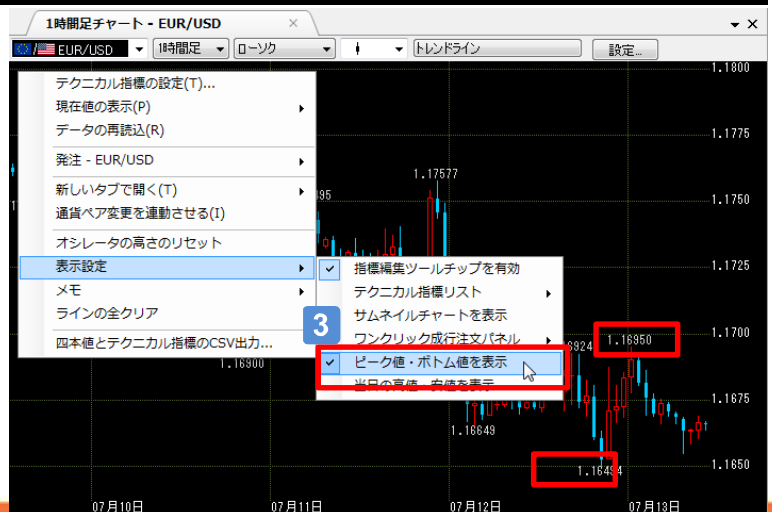 1時間足チャート - EUR/USD
EUR/USD 1時間足 ローソク トレンドライン 設定...
1.1800
テクニカル指標の設定(T)...
現在値の表示(P)
データの再読込(R)
1.1775
発注 - EUR/USD
1.17577
新しいタブで開く(T)
通貨ペア変更を連動させる(I)
1.1750
オシレータの高さのリセット
表示設定
メモ
ラインの全クリア
四本値とテクニカル指標のCSV出力...
指標編集ツールチップを有効
1.1725
テクニカル指標リスト
サムネイルチャートを表示
3
ワンクリック成行注文パネル
1.1700
1.16950
ピーク値・ボトム値を表示
1.16900
当日の高値・安値を表示
1.1675
1.16649
1.1650
07月10日 07月11日 07月12日 07月13日